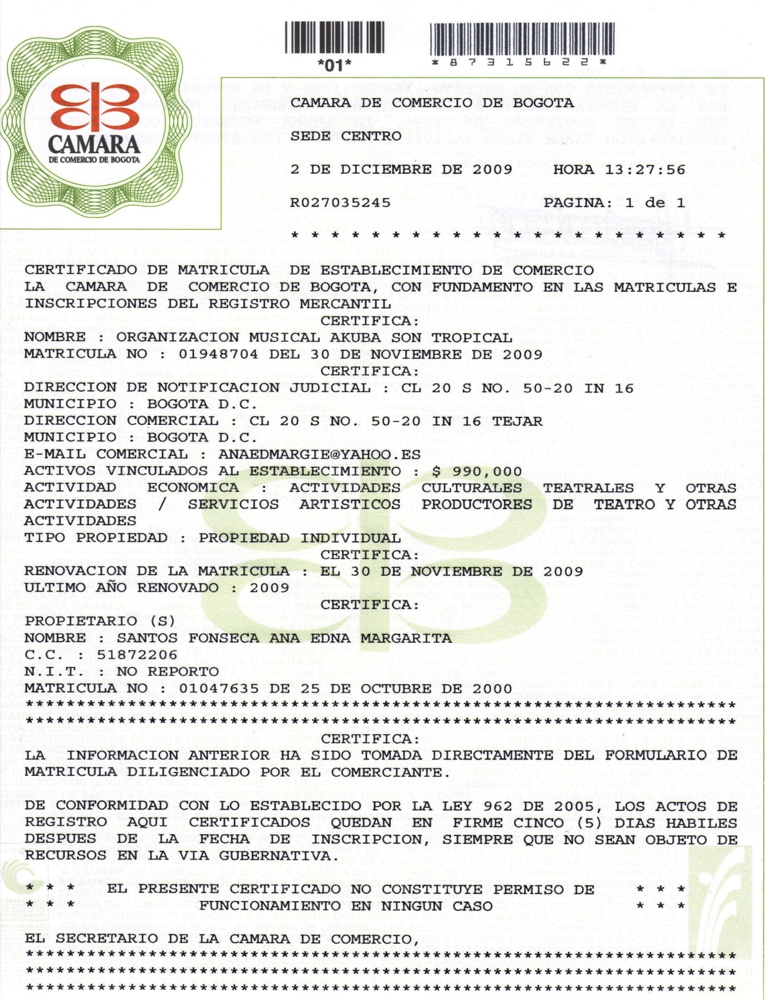 *01*
*87315622*
CAMARA
DE COMERCIO DE BOGOTA
CAMARA DE COMERCIO DE BOGOTA
SEDE CENTRO
2 DE DICIEMBRE DE 2009 HORA 13:27:56
R027035245 PAGINA: 1 de 1
* * * * * * * * * * * * * * * * * * * * * * * * * * *
CERTIFICADO DE MATRICULA DE ESTABLECIMIENTO DE COMERCIO
LA CAMARA DE COMERCIO DE BOGOTA, CON FUNDAMENTO EN LAS MATRICULAS E
INSCRIPCIONES DEL REGISTRO MERCANTIL
CERTIFICA:
NOMBRE : ORGANIZACION MUSICAL AKUBA SON TROPICAL
MATRICULA NO : 01948704 DEL 30 DE NOVIEMBRE DE 2009
CERTIFICA:
DIRECCION DE NOTIFICACION JUDICIAL : CL 20 S NO. 50-20 IN 16
MUNICIPIO : BOGOTA D.C.
DIRECCION COMERCIAL : CL 20 S NO. 50-20 IN 16 TEJAR
MUNICIPIO : BOGOTA D.C.
E-MAIL COMERCIAL : ANAEDMARGIE@YAHOO.ES
ACTIVOS VINCULADOS AL ESTABLECIMIENTO : $ 990,000
ACTIVIDAD ECONOMICA : ACTIVIDADES CULTURALES TEATRALES Y OTRAS
ACTIVIDADES / SERVICIOS ARTISTICOS PRODUCTORES DE TEATRO Y OTRAS
ACTIVIDADES
TIPO PROPIEDAD : PROPIEDAD INDIVIDUAL
CERTIFICA:
RENOVACION DE LA MATRICULA : EL 30 DE NOVIEMBRE DE 2009
ULTIMO AÑO RENOVADO : 2009
CERTIFICA:
PROPIETARIO (S)
NOMBRE : SANTOS FONSECA ANA EDNA MARGARITA
C.C. : 51872206
N.I.T. : NO REPORTO
MATRICULA NO : 01047635 DE 25 DE OCTUBRE DE 2000
**********************************************************************
**********************************************************************
CERTIFICA:
LA INFORMACION ANTERIOR HA SIDO TOMADA DIRECTAMENTE DEL FORMULARIO DE
MATRICULA DILIGENCIADO POR EL COMERCIANTE.
DE CONFORMIDAD CON LO ESTABLECIDO POR LA LEY 962 DE 2005, LOS ACTOS DE
REGISTRO AQUI CERTIFICADOS QUEDAN EN FIRME CINCO (5) DIAS HABILES
DESPUES DE LA FECHA DE INSCRIPCION, SIEMPRE QUE NO SEAN OBJETO DE
RECURSOS EN LA VIA GUBERNATIVA.
* * * EL PRESENTE CERTIFICADO NO CONSTITUYE PERMISO DE * * *
* * * FUNCIONAMIENTO EN NINGUN CASO * * *
EL SECRETARIO DE LA CAMARA DE COMERCIO,
**********************************************************************
**********************************************************************
**********************************************************************